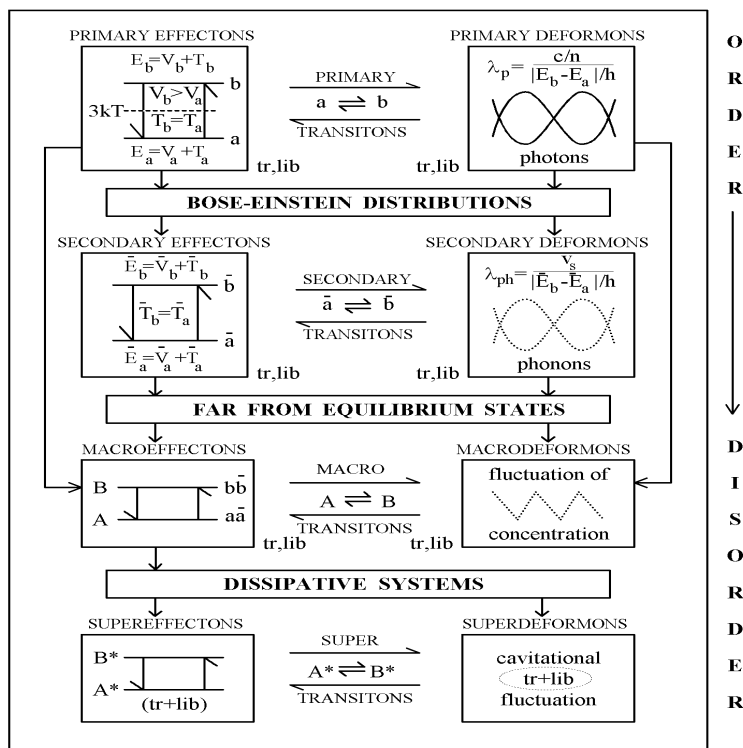 PRIMARY EFFECTONS
E_b=V_b+T_b
b
V_b>V_a
3kT
T_b=T_a
a
E_a=V_a+T_a
tr,lib
PRIMARY
a ⇌ b
TRANSITONS
PRIMARY DEFORMONS
λ_p= c/n
|E_b-E_a|/h
photons
tr,lib
BOSE-EINSTEIN DISTRIBUTIONS
SECONDARY EFFECTONS
Ē_b=V̄_b+T̄_b
b̄
T̄_b=T̄_a
ā
Ē_a=V̄_a+T̄_a
tr,lib
SECONDARY
ā ⇌ b̄
TRANSITONS
SECONDARY DEFORMONS
λ_ph= v_s
|Ē_b-Ē_a|/h
phonons
tr,lib
FAR FROM EQUILIBRIUM STATES
MACROEFFECTONS
B bb̄
A aā
tr,lib
MACRO
A ⇌ B
TRANSITONS
MACRODEFORMONS
fluctuation of
concentration
tr,lib
DISSIPATIVE SYSTEMS
SUPEREFFECTONS
B*
A*
(tr+lib)
SUPER
A* ⇌ B*
TRANSITONS
SUPERDEFORMONS
cavitational
tr+lib
fluctuation
O
R
D
E
R
D
I
S
O
R
D
E
R